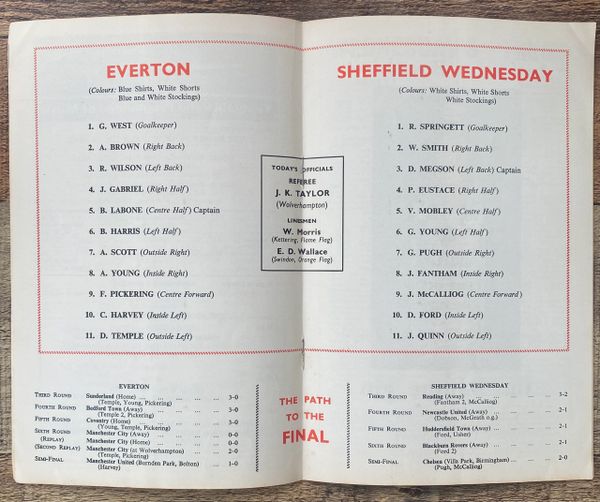 EVERTON
(Colours: Blue Shirts, White Shorts
Blue and White Stockings)
1. G. WEST (Goalkeeper)
2. A. BROWN (Right Back)
3. R. WILSON (Left Back)
4. J. GABRIEL (Right Half)
5. B. LABONE (Centre Half) Captain
6. B. HARRIS (Left Half)
7. A. SCOTT (Outside Right)
8. A. YOUNG (Inside Right)
9. F. PICKERING (Centre Forward)
10. C. HARVEY (Inside Left)
11. D. TEMPLE (Outside Left)
TODAY'S OFFICIALS
REFEREE
J. K. TAYLOR
(Wolverhampton)
LINESMEN
W. Morris
(Kettering, Flame Flag)
E. D. Wallace
(Swindon, Orange Flag)
SHEFFIELD WEDNESDAY
(Colours: White Shirts, White Shorts
White Stockings)
1. R. SPRINGETT (Goalkeeper)
2. W. SMITH (Right Back)
3. D. MEGSON (Left Back) Captain
4. P. EUSTACE (Right Half)
5. V. MOBLEY (Centre Half)
6. G. YOUNG (Left Half)
7. G. PUGH (Outside Right)
8. J. FANTHAM (Inside Right)
9. J. McCALLIOG (Centre Forward)
10. D. FORD (Inside Left)
11. J. QUINN (Outside Left)
EVERTON
THIRD ROUND Sunderland (Home) ... ... ... ... ... 3-0
(Temple, Young, Pickering)
FOURTH ROUND Bedford Town (Away) ... ... ... ... 3-0
(Temple 2, Pickering)
FIFTH ROUND Coventry (Home) ... ... ... ... ... 3-0
(Young, Temple, Pickering)
SIXTH ROUND Manchester City (Away) ... ... ... ... 0-0
(REPLAY) Manchester City (Home) ... ... ... ... 0-0
(SECOND REPLAY) Manchester City (at Wolverhampton) ... ... 2-0
(Temple, Pickering)
SEMI-FINAL Manchester United (Burnden Park, Bolton) ... 1-0
(Harvey)
THE PATH
TO THE
FINAL
SHEFFIELD WEDNESDAY
THIRD ROUND Reading (Away) ... ... ... ... ... 3-2
(Fantham 2, McCalliog)
FOURTH ROUND Newcastle United (Away) ... ... ... ... 2-1
(Dobson, McGrath o.g.)
FIFTH ROUND Huddersfield Town (Away) ... ... ... ... 2-1
(Ford, Usher)
SIXTH ROUND Blackburn Rovers (Away) ... ... ... ... 2-1
(Ford 2)
SEMI-FINAL Chelsea (Villa Park, Birmingham) ... ... ... 2-0
(Pugh, McCalliog)